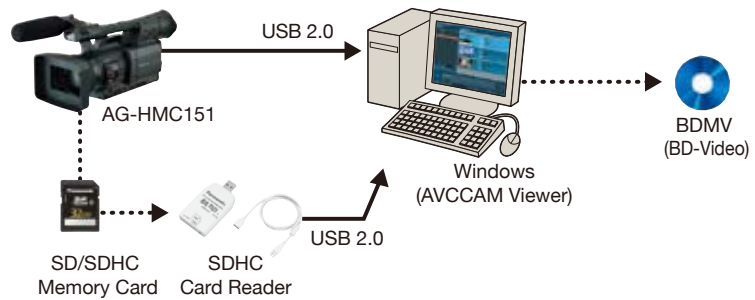 USB 2.0
AG-HMC151
BDMV
(BD-Video)
Windows
(AVCCAM Viewer)
Panasonic
USB 2.0
SD/SDHC
Memory Card
SDHC
Card Reader